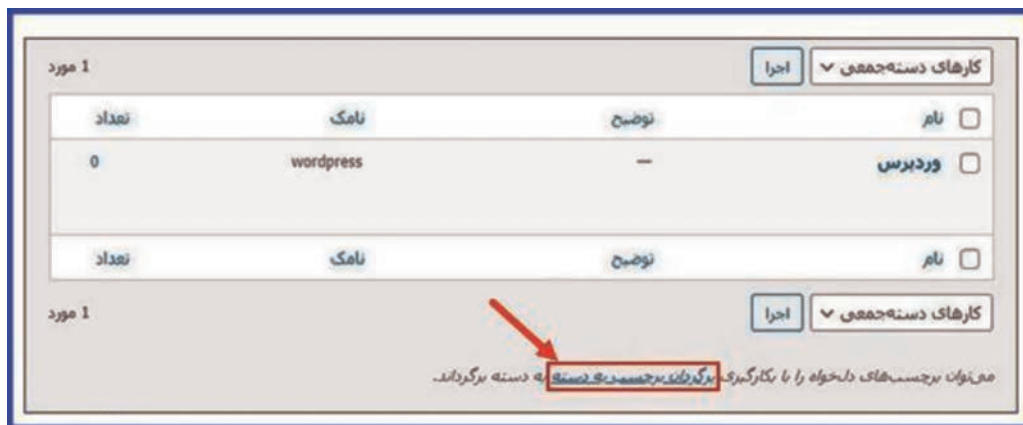 کارهای دسته‌جمعی اجرا 1 مورد
نام توضیح نامک تعداد
وردپرس — wordpress 0
نام توضیح نامک تعداد
کارهای دسته‌جمعی اجرا 1 مورد
می‌توان برچسب‌های دلخواه را با بکارگیری برگردان برچسب به دسته به دسته برگرداند.